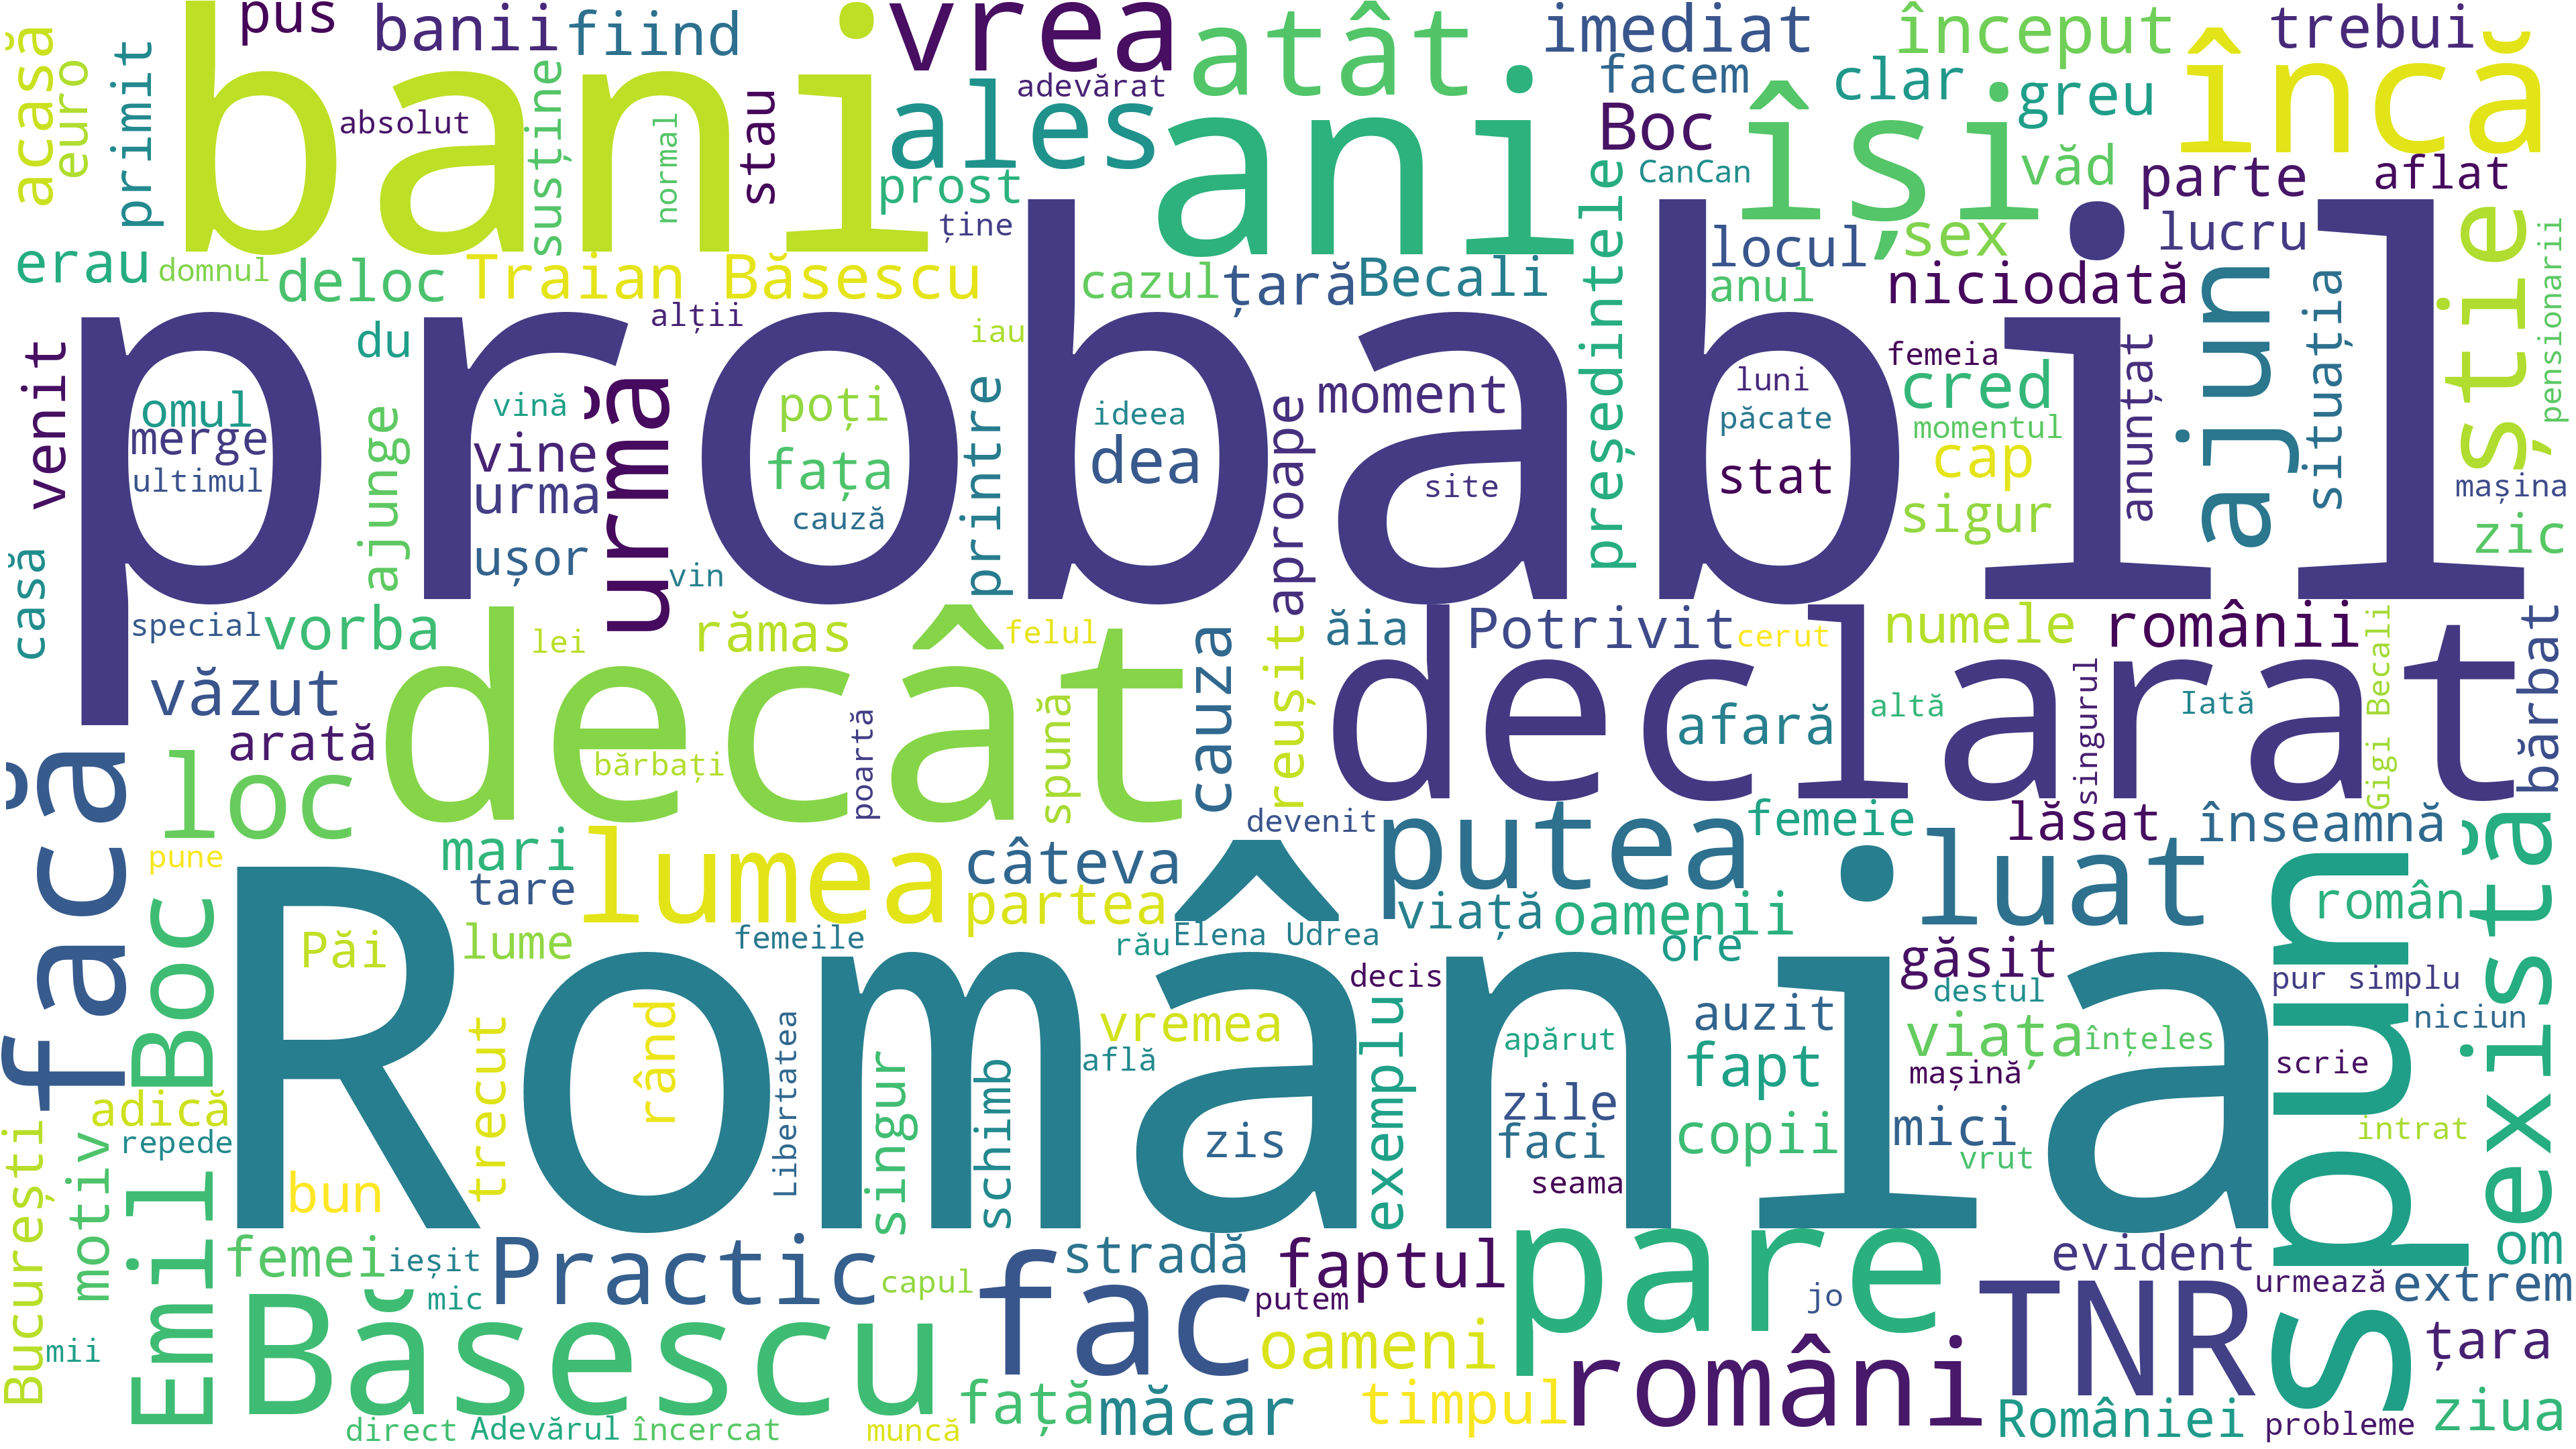 pus
banii
fiind
vrea
atât
imediat
început
trebui
acasă
euro
primit
bani
absolut
susține
normal
stau
adevărat
ales
prost
ține
ani
facem
Boc
CanCan
clar
greu
își
încă
văd
parte
aflat
erau
domnul
deloc
Traian Băsescu
alții
iau
cazul
țară
Becali
președintele
locul
anul
sex
niciodată
lucru
ajun
situația
știe
pensionarii
venit
du
probabil
omul
merge
ultimul
ajunge
vină
vine
urma
ușor
urmă
vin
poți
fața
cauză
printre
ideea
dea
aproape
moment
site
luni
păcate
stat
femeia
cred
momentul
cap
sigur
anunțat
mașina
zic
casă
special
vorba
lei
rămas
felul
decât
văzut
arată
bărbați
poartă
spună
cauza
reușit
ăia
Potrivit
cerut
declarat
afară
altă
numele
românii
singurul
Iată
Gigi Becali
bărbat
facă
loc
pune
Emil Boc
mari
tare
lumea
câteva
partea
devenit
putea
femeie
lăsat
înseamnă
luat
viață
oamenii
ore
există
român
România
Păi
lume
femeile
rău
Elena Udrea
decis
găsit
destul
pur simplu
niciun
spun
trecut
rând
Libertatea
singur
schimb
vremea
află
exemplu
zis
apărut
zile
faci
seama
auzit
fapt
copii
viața
înțeles
mașină
mici
vrut
scrie
intrat
București
adică
repede
motiv
bun
femei
ieșit
mic
Practic
capul
fac
stradă
faptul
putem
pare
jo
evident
TNR
urmează
om
extrem
mii
Băsescu
oameni
români
țara
direct
Adevărul
încercat
muncă
față
măcar
timpul
României
probleme
ziua